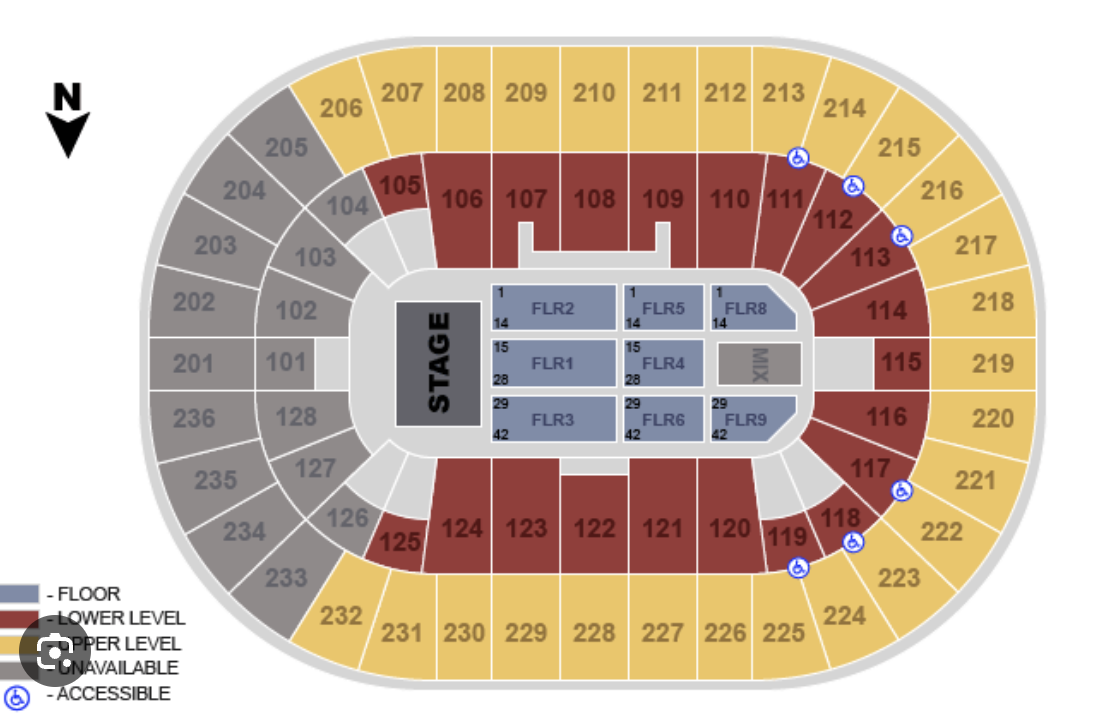 N
206 207 208 209 210 211 212 213 214
205 215
204 216
203 217
202 218
201 219
236 220
235 221
234 222
233 223
232 231 230 229 228 227 226 225 224
105 106 107 108 109 110 111
104 112
103 113
102 114
101 115
128 116
127 117
126 118
125 124 123 122 121 120 119
STAGE
1 FLR2 14
1 FLR5 14
1 FLR8 14
15 FLR1 28
15 FLR4 28
MIX
29 FLR3 42
29 FLR6 42
29 FLR9 42
- FLOOR
- LOWER LEVEL
UPPER LEVEL
UNAVAILABLE
- ACCESSIBLE